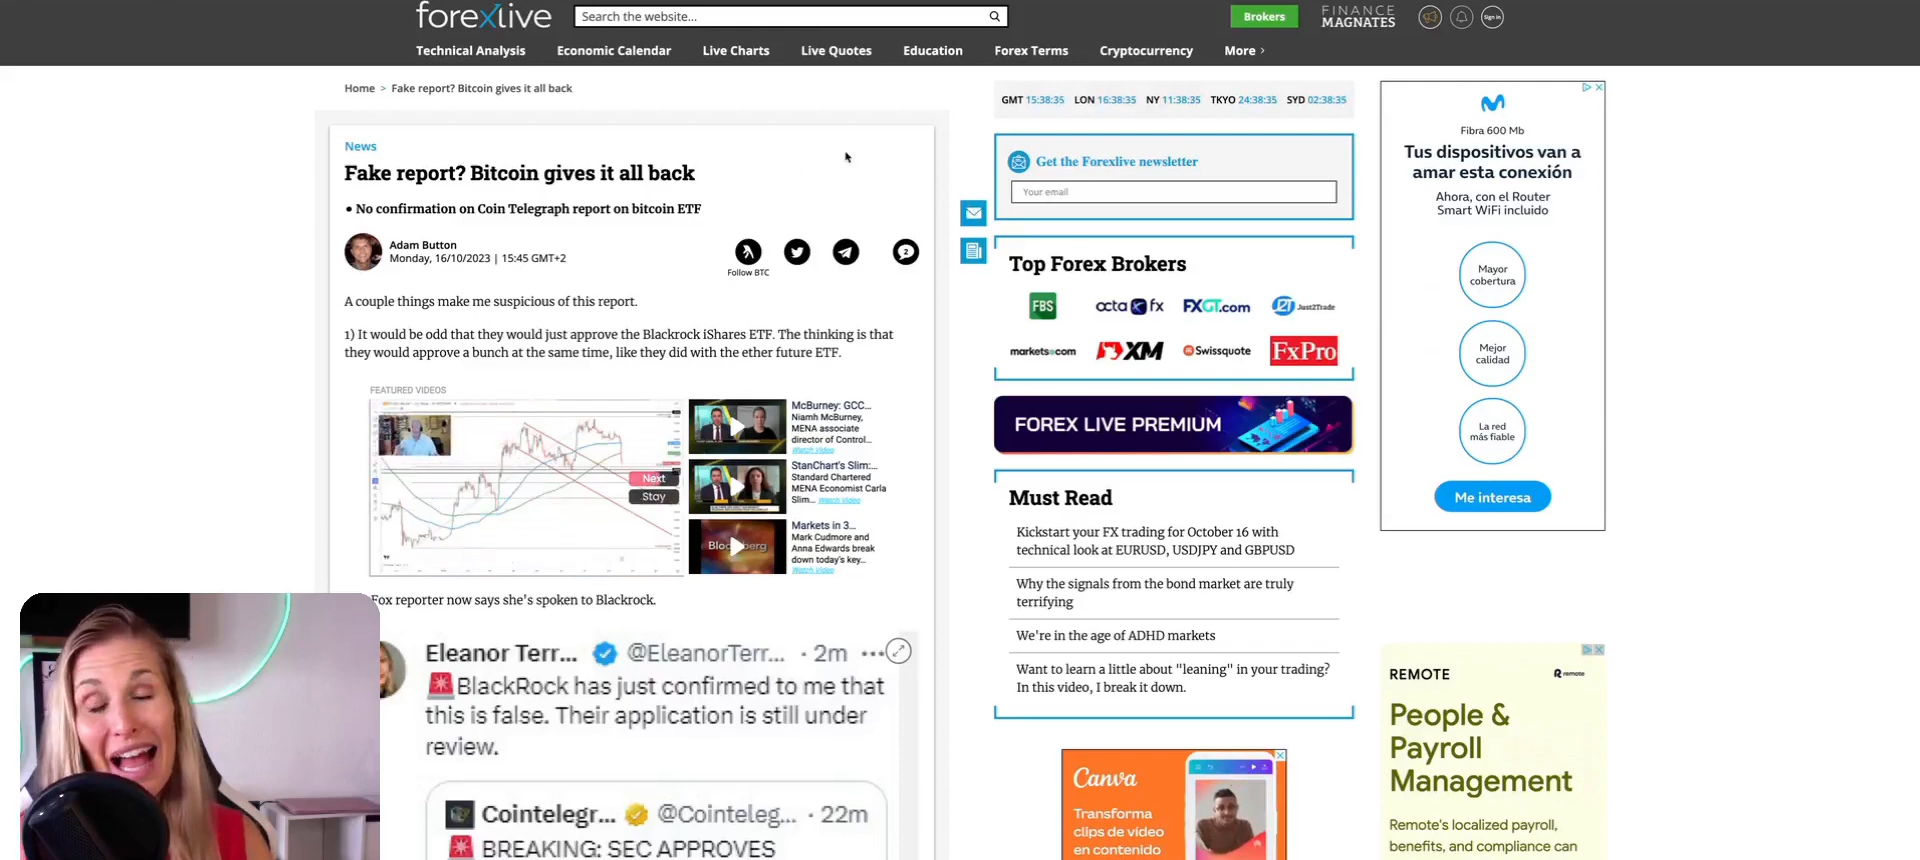 forexlive
Search the website...
Brokers
FINANCE
MAGNATES
Sign in
Technical Analysis
Economic Calendar
Live Charts
Live Quotes
Education
Forex Terms
Cryptocurrency
More ›
Home > Fake report? Bitcoin gives it all back
News
Fake report? Bitcoin gives it all back
• No confirmation on Coin Telegraph report on bitcoin ETF
Adam Button
Monday, 16/10/2023 | 15:45 GMT+2
Follow BTC
2
A couple things make me suspicious of this report.
1) It would be odd that they would just approve the Blackrock iShares ETF. The thinking is that
they would approve a bunch at the same time, like they did with the ether future ETF.
FEATURED VIDEOS
Next
Stay
McBurney: GCC...
Niamh McBurney,
MENA associate
director of Control...
Watch Video
StanChart's Slim:...
Standard Chartered
MENA Economist Carla
Slim... Watch Video
Bloomberg
Markets in 3...
Mark Cudmore and
Anna Edwards break
down today's key...
Watch Video
Fox reporter now says she's spoken to Blackrock.
Eleanor Terr... @EleanorTerr... · 2m ...
🚨BlackRock has just confirmed to me that
this is false. Their application is still under
review.
Cointelegr... @Cointeleg... · 22m
🚨 BREAKING: SEC APPROVES
GMT 15:38:35 LON 16:38:35 NY 11:38:35 TKYO 24:38:35 SYD 02:38:35
Get the Forexlive newsletter
Your email
Top Forex Brokers
FBS
octa fx
FXGT.com
Just2Trade
markets.com
XM
Swissquote
FxPro
FOREX LIVE PREMIUM
Must Read
Kickstart your FX trading for October 16 with
technical look at EURUSD, USDJPY and GBPUSD
Why the signals from the bond market are truly
terrifying
We're in the age of ADHD markets
Want to learn a little about "leaning" in your trading?
In this video, I break it down.
Canva
Transforma
clips de vídeo
en contenido
Fibra 600 Mb
Tus dispositivos van a
amar esta conexión
Ahora, con el Router
Smart WiFi incluido
Mayor
cobertura
Mejor
calidad
La red
más fiable
Me interesa
REMOTE
remote
People &
Payroll
Management
Remote's localized payroll,
benefits, and compliance can